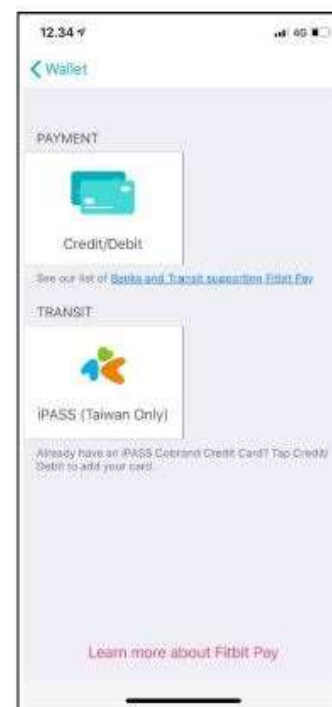 12.34
4G
Wallet
PAYMENT
Credit/Debit
See our list of Banks and Transit supporting Fitbit Pay
TRANSIT
iPASS (Taiwan Only)
Already have an iPASS Cobrand Credit Card? Tap Credit/
Debit to add your card.
Learn more about Fitbit Pay